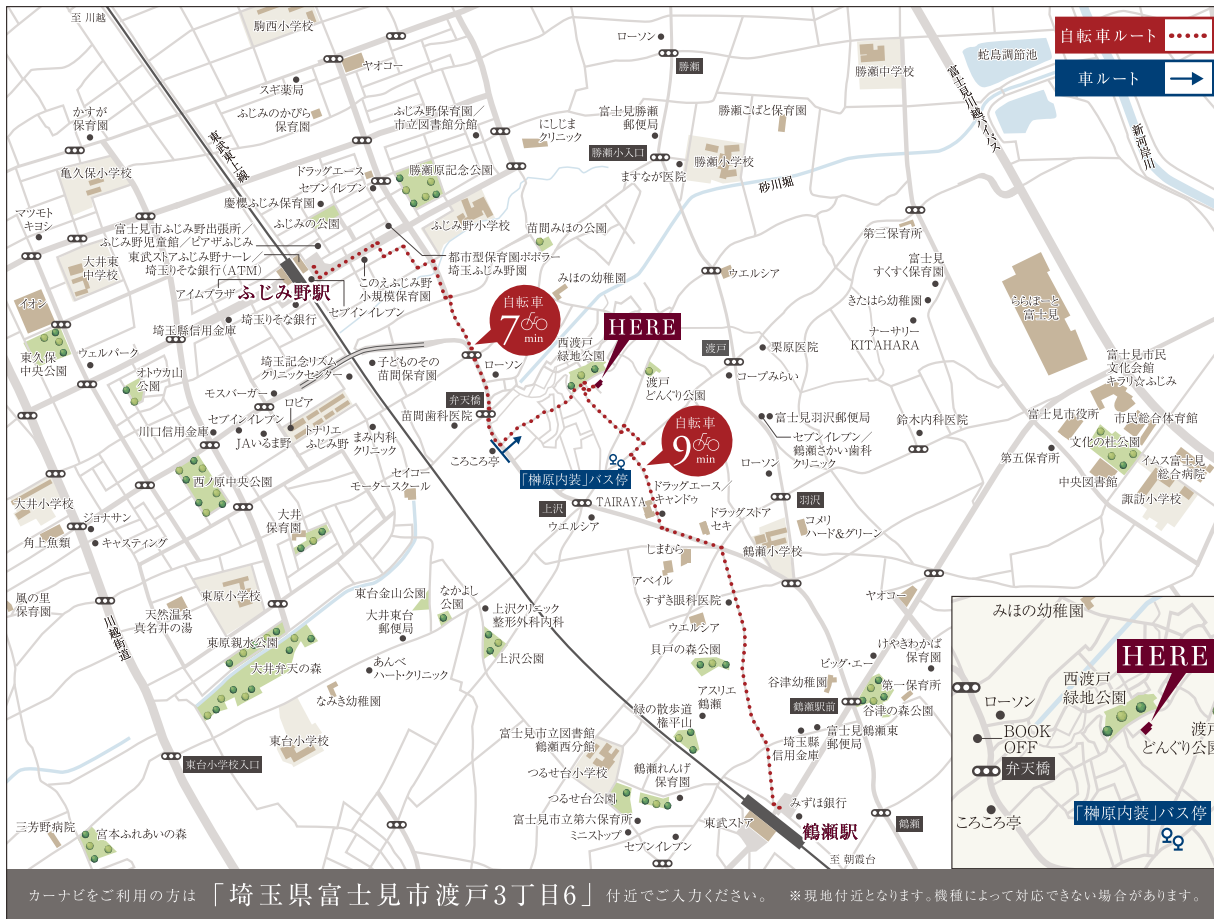 至 川越
駒西小学校
ヤオコー
スギ薬局
ふじみのかぴら
保育園
かすが
保育園
亀久保小学校
マツモト
キヨシ
大井東
中学校
イオン
東久保
中央公園
東武東上線
ドラッグエース
セブンイレブン
慶櫻ふじみ保育園
ふじみの公園
富士見市ふじみ野出張所／
ふじみ野児童館／ピアザふじみ
東武ストアふじみ野ナーレ
埼玉りそな銀行(ATM)
アイムプラザ
ふじみ野駅
セブンイレブン
埼玉りそな銀行
埼玉縣信用金庫
ふじみ野保育園／
市立図書館分館
勝瀬原記念公園
ふじみ野小学校
都市型保育園ポポラー
埼玉ふじみ野園
このえふじみ野
小規模保育園
にしじま
クリニック
苗間みほの公園
みほの幼稚園
ローソン
勝瀬
富士見勝瀬
郵便局
勝瀬小入口
ますなが医院
勝瀬こばと保育園
勝瀬小学校
砂川堀
勝瀬中学校
富士見川越バイパス
蛇島調節池
新河岸川
自転車ルート
車ルート
第三保育所
富士見
すくすく保育園
きたはら幼稚園
ナーサリー
KITAHARA
ららぽーと
富士見
ウエルシア
自転車
7
min
HERE
西渡戸
緑地公園
渡戸
どんぐり公園
渡戸
栗原医院
コープみらい
富士見羽沢郵便局
セブンイレブン／
鶴瀬さかい歯科
クリニック
鈴木内科医院
富士見市民
文化会館
キラリ☆ふじみ
富士見市役所
市民総合体育館
文化の杜公園
第五保育所
中央図書館
イムス富士見
総合病院
諏訪小学校
ウェルパーク
オトウカ山
公園
埼玉記念リズム
クリニックセンター
子どものその
苗間保育園
モスバーガー
ロピア
セブンイレブン
川口信用金庫
JAいるま野
トナリエ
ふじみ野
まみ内科
クリニック
ローソン
弁天橋
苗間歯科医院
ころころ亭
「榊原内装」バス停
自転車
9
min
ローソン
羽沢
ドラッグエース／
キャンドゥ
TAIRAYA
上沢
ウエルシア
ドラッグストア
セキ
コメリ
ハード&グリーン
鶴瀬小学校
しまむら
アベイル
すずき眼科医院
ウエルシア
貝戸の森公園
西ノ原中央公園
セイコー
モータースクール
大井小学校
ジョナサン
角上魚類
キャスティング
大井
保育園
風の里
保育園
川越街道
天然温泉
真名井の湯
東原小学校
東原親水公園
大井弁天の森
東台金山公園
大井東台
郵便局
あんべ
ハート・クリニック
なかよし
公園
上沢クリニック
整形外科内科
上沢公園
なみき幼稚園
東台小学校
東台小学校入口
三芳野病院
宮本ふれあいの森
アスリエ
鶴瀬
緑の散歩道
権平山
富士見市立図書館
鶴瀬西分館
つるせ台小学校
つるせ台公園
鶴瀬れんげ
保育園
富士見市立第六保育所
ミニストップ
セブンイレブン
東武ストア
みずほ銀行
鶴瀬駅
至 朝霞台
鶴瀬
ヤオコー
けやきわかば
保育園
ビッグ・エー
谷津幼稚園
第一保育所
鶴瀬駅前
谷津の森公園
富士見鶴瀬東
郵便局
埼玉縣
信用金庫
みほの幼稚園
HERE
西渡戸
緑地公園
ローソン
BOOK
OFF
弁天橋
渡戸
どんぐり公園
「榊原内装」バス停
ころころ亭
カーナビをご利用の方は 「埼玉県富士見市渡戸3丁目6」 付近でご入力ください。 ※現地付近となります。機種によって対応できない場合があります。